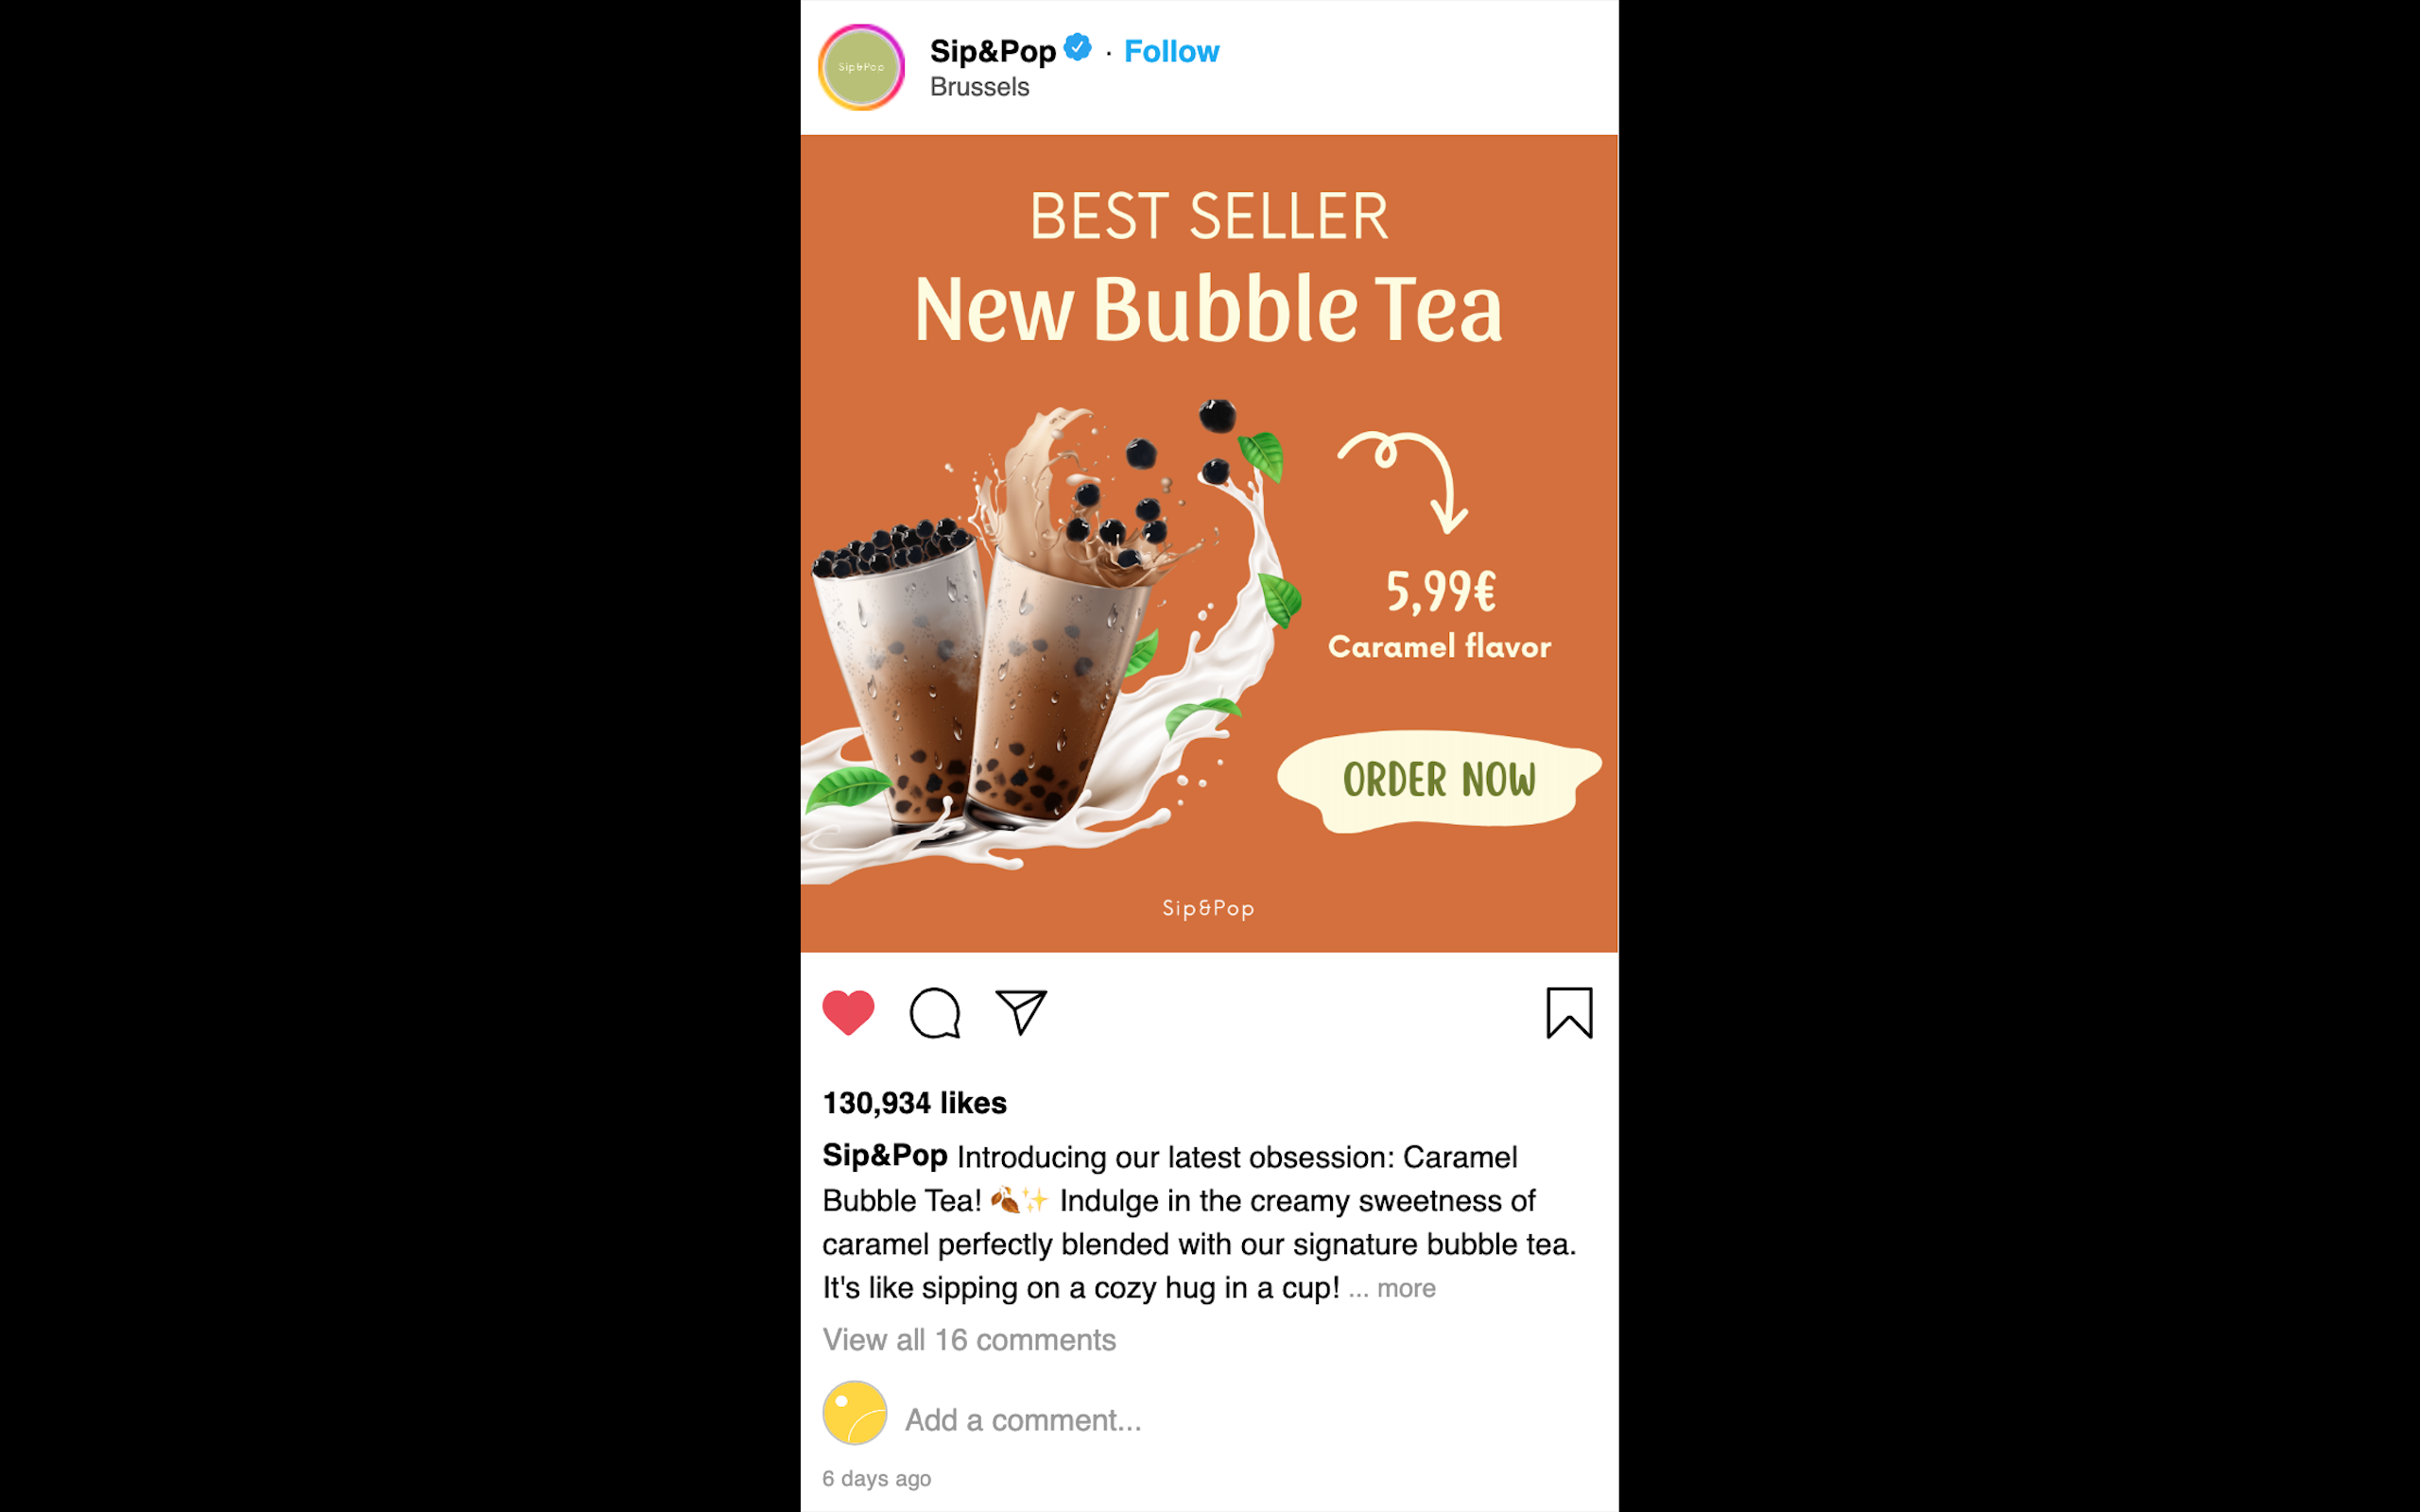 Sip&Pop
Sip&Pop · Follow
Brussels
BEST SELLER
New Bubble Tea
5,99€
Caramel flavor
ORDER NOW
Sip&Pop
130,934 likes
Sip&Pop Introducing our latest obsession: Caramel
Bubble Tea! 🍂✨ Indulge in the creamy sweetness of
caramel perfectly blended with our signature bubble tea.
It's like sipping on a cozy hug in a cup! ... more
View all 16 comments
Add a comment...
6 days ago